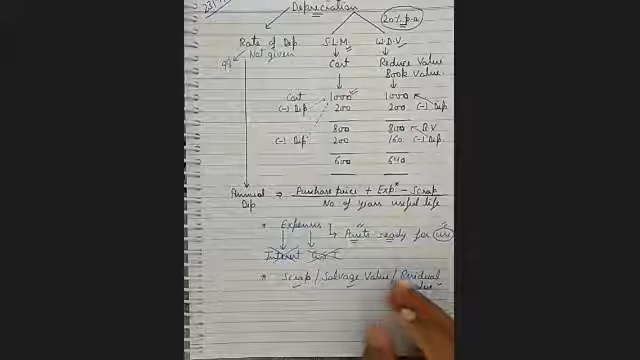 Depreciation
20% p.a
Rate of Dep. S.L.M. W.D.V
Not given
Cost Reduce Value
Book Value
Cost 1000 1000
(-) Dep 200 200 (-) Dep
800 800 R.V
(-) Dep 200 160 (-) Dep
600 640
Annual Dep ⇒ Purchase price + Exp* - Scrap
No of years useful life
* Expenses
→ Assets ready for use
Interest
* Scrap / Salvage Value / Residual